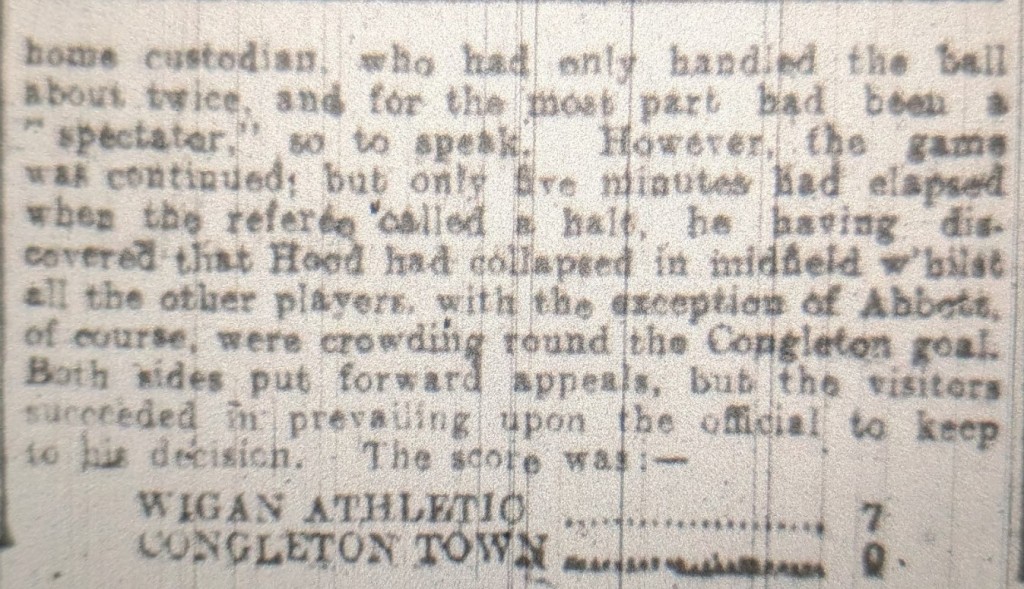 home custodian, who had only handled the ball
about twice, and for the most part had been a
"spectator," so to speak. However, the game
was continued; but only five minutes had elapsed
when the referee called a halt, he having dis-
covered that Hood had collapsed in midfield whilst
all the other players, with the exception of Abbott,
of course, were crowding round the Congleton goal.
Both sides put forward appeals, but the visitors
succeeded in prevailing upon the official to keep
to his decision. The score was:—
WIGAN ATHLETIC .......................... 7
CONGLETON TOWN .......................... 0